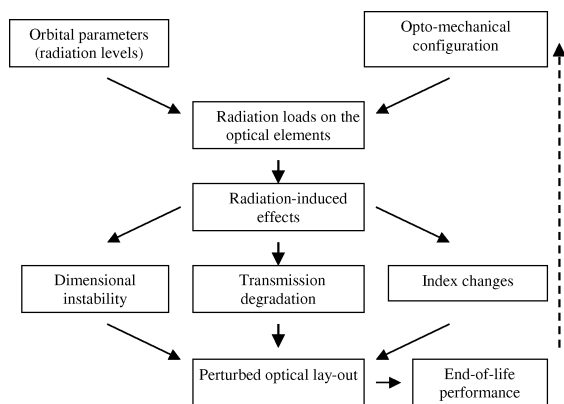 Orbital parameters
(radiation levels)
Opto-mechanical
configuration
Radiation loads on the
optical elements
Radiation-induced
effects
Dimensional
instability
Transmission
degradation
Index changes
Perturbed optical lay-out
End-of-life
performance